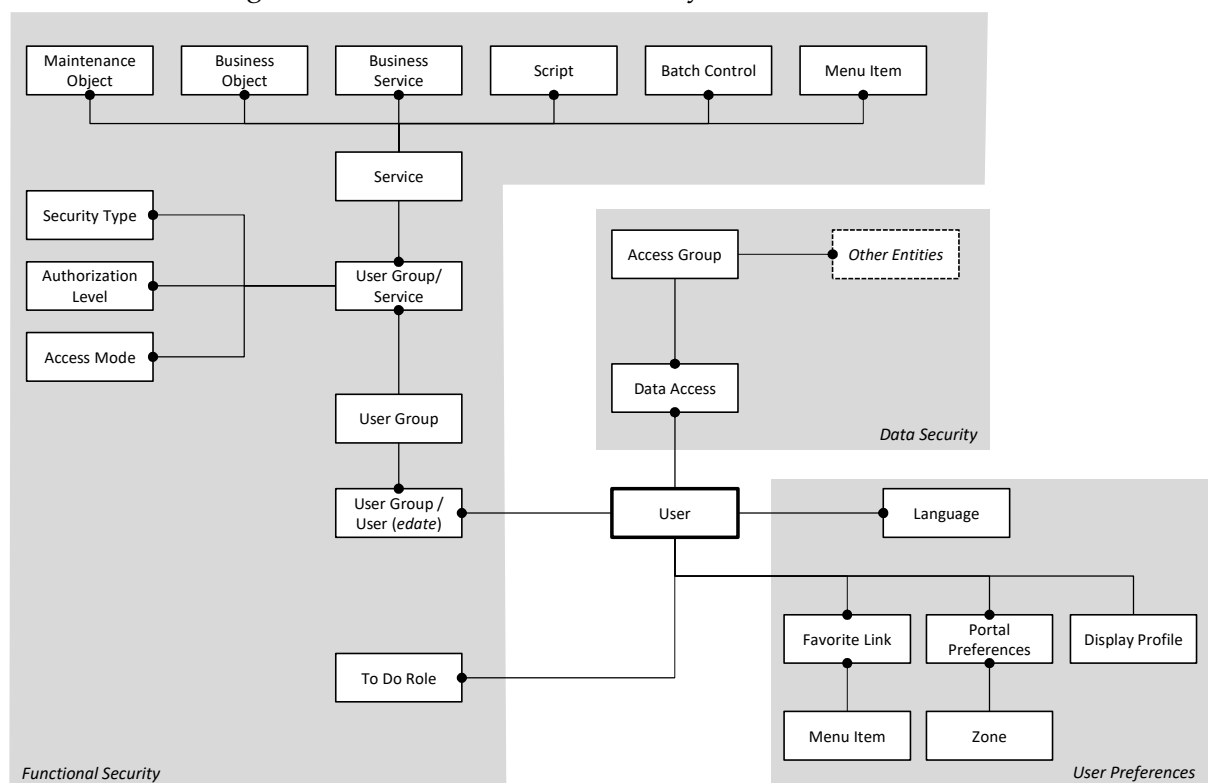 Maintenance
Object
Business
Object
Business
Service
Script
Batch Control
Menu Item
Service
Security Type
Authorization
Level
Access Mode
User Group/
Service
Access Group
Other Entities
Data Access
Data Security
User Group
User Group /
User (edate)
User
Language
Favorite Link
Portal
Preferences
Display Profile
To Do Role
Menu Item
Zone
Functional Security
User Preferences